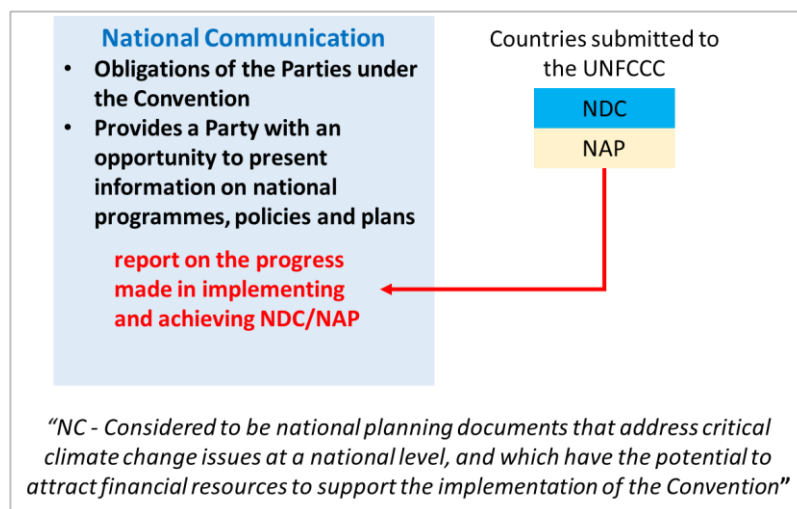 National Communication
• Obligations of the Parties under
the Convention
• Provides a Party with an
opportunity to present
information on national
programmes, policies and plans
report on the progress
made in implementing
and achieving NDC/NAP
Countries submitted to
the UNFCCC
NDC
NAP
“NC - Considered to be national planning documents that address critical
climate change issues at a national level, and which have the potential to
attract financial resources to support the implementation of the Convention”